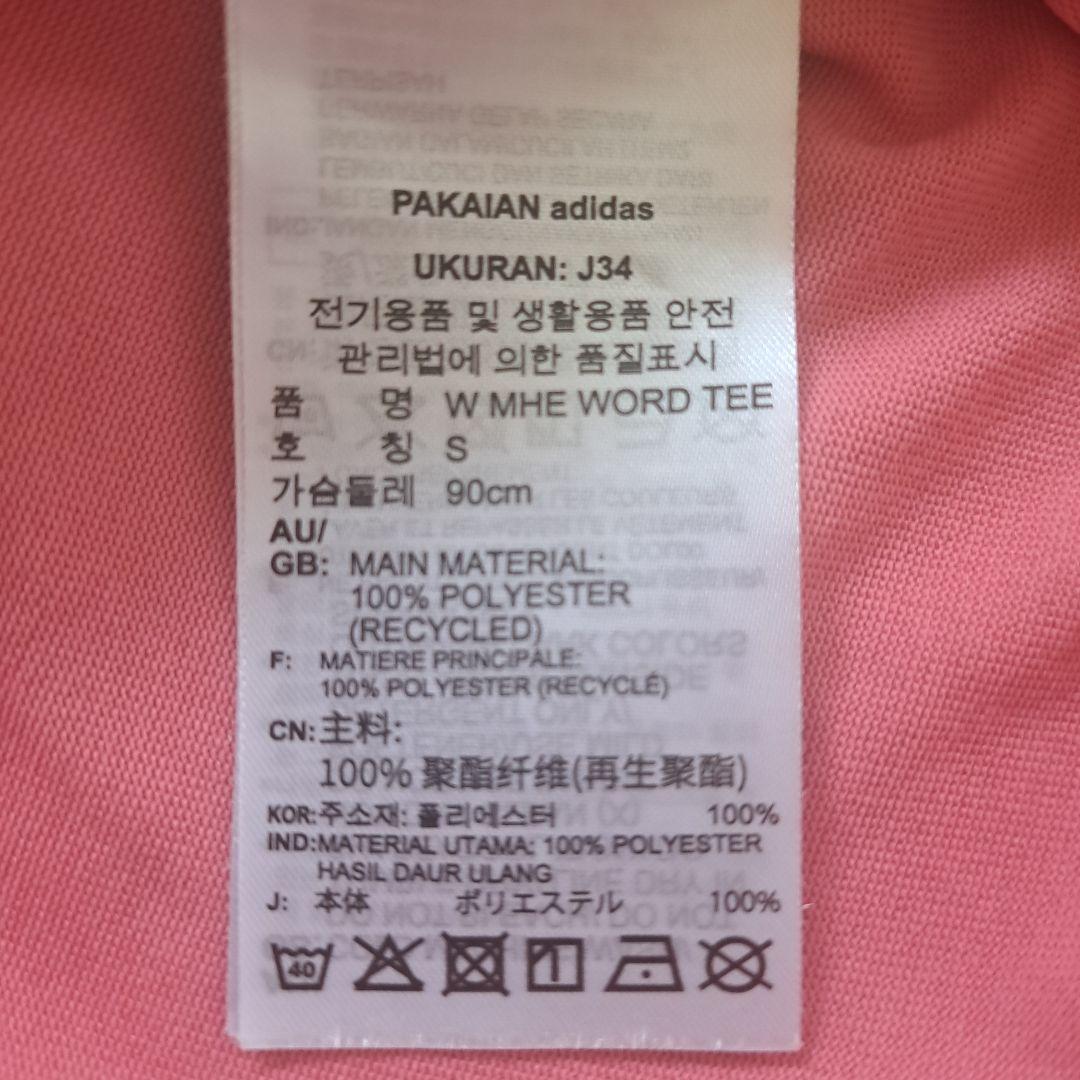 PAKAIAN adidas
UKURAN: J34
전기용품 및 생활용품 안전
관리법에 의한 품질표시
품 명 W MHE WORD TEE
호 칭 S
가슴둘레 90cm
AU/
GB: MAIN MATERIAL:
100% POLYESTER
(RECYCLED)
F: MATIERE PRINCIPALE:
100% POLYESTER (RECYCLÉ)
CN: 主料:
100% 聚酯纤维(再生聚酯)
KOR: 주소재: 폴리에스터 100%
IND: MATERIAL UTAMA: 100% POLYESTER
HASIL DAUR ULANG
J: 本体 ポリエステル 100%
40